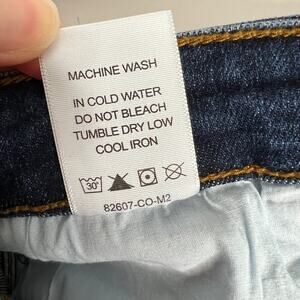 MACHINE WASH
IN COLD WATER
DO NOT BLEACH
TUMBLE DRY LOW
COOL IRON
30°
82607-CO-M2